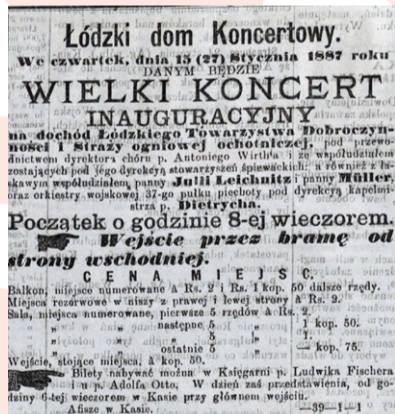 Łódzki dom Koncertowy.
We czwartek, dnia 15 (27) Stycznia 1887 roku
DANYM BĘDZIE
WIELKI KONCERT
INAUGURACYJNY
na dochód Łódzkiego Towarzystwa Dobroczyn-
ności i Straży ogniowej ochotniczej, pod przewo-
dnictwem dyrektora chóru p. Antoniego Wirth'a i ze współudziałem
zostających pod jego dyrekcyą stowarzyszeń śpiewackich; a również z ła-
skawym współudziałem panny Julii Leichnitz i panny Müller,
oraz orkiestry wojskowej 37-go pułku piechoty pod dyrekcyą kapelmi-
strza p. Dietrycha.
Początek o godzinie 8-ej wieczorem.
Wejście przez bramę od
strony wschodniej.
CENA MIEJSC.
Balkon, miejsce numerowane à Rs. 2 i Rs. 1 kop. 50 dalsze rzędy.
Miejsca rezerwowe w niszy z prawej i lewej strony à Rs. 2.
Sala, miejsca numerowane, pierwsze 5 rzędów à Rs. 2.
" " następne 5 " " 1 kop. 50.
" " " 5 " " 1.
" " ostatnie 5 " " — kop. 75.
Wejście, stojące miejsca, à kop. 50.
Bilety nabywać można w Księgarni p. Ludwika Fischera
i u p. Adolfa Otto. W dzień zaś przedstawienia, od go-
dziny 6-tej wieczorem w Kasie przy głównem wejściu.
Afisze w Kasie. —39—1—1